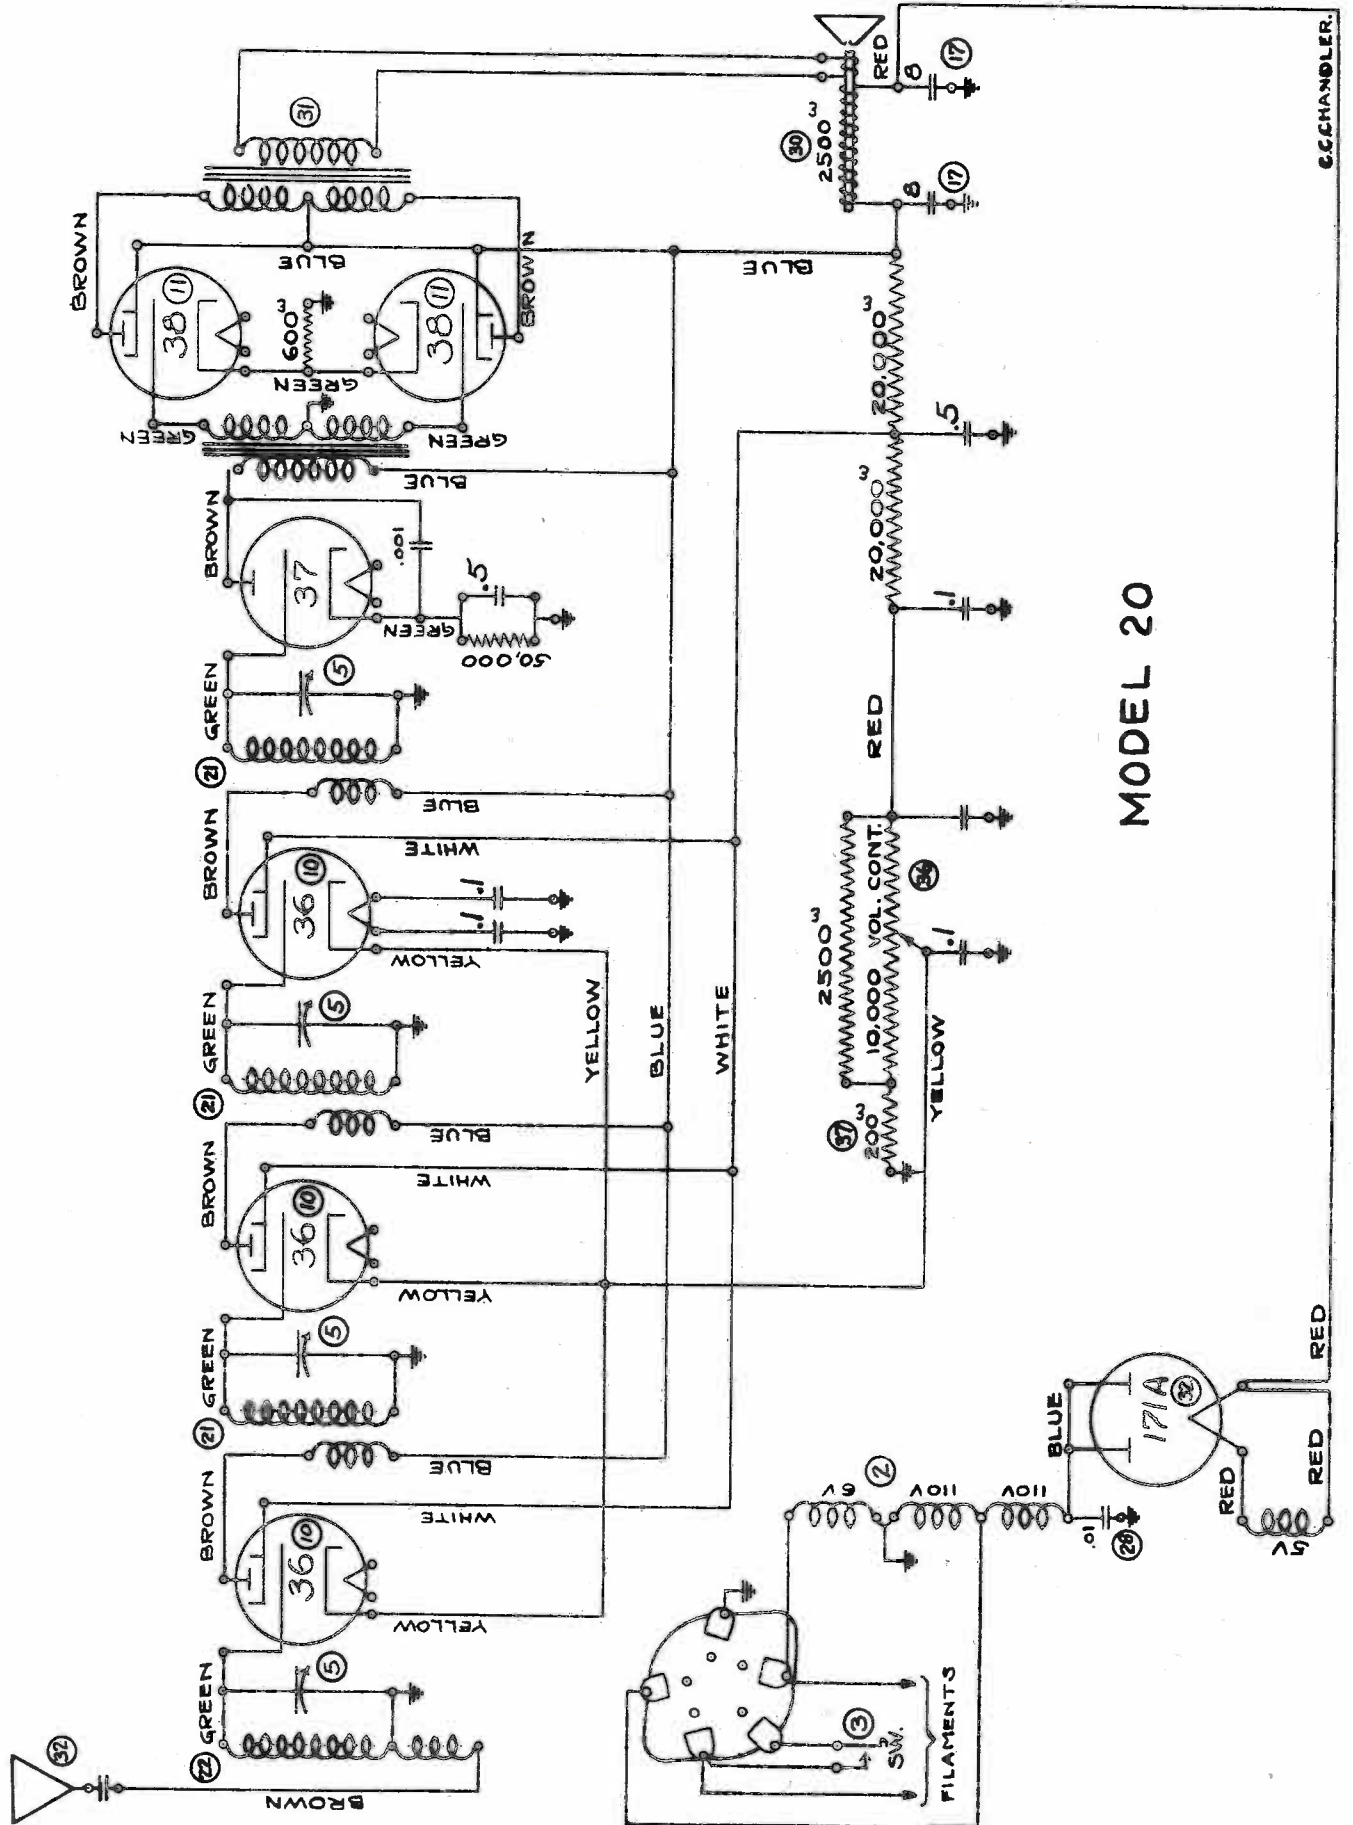 32
BROWN
22
GREEN
5
36
10
YELLOW
BROWN
WHITE
BLUE
21
GREEN
5
36
10
YELLOW
BROWN
WHITE
BLUE
21
GREEN
5
36
10
YELLOW
.1
.1
BROWN
WHITE
BLUE
21
GREEN
5
37
BROWN
GREEN
.001
.5
50,000
BLUE
GREEN
GREEN
38
11
38
11
GREEN
600 ω
BROWN
BROWN
BLUE
31
YELLOW
BLUE
WHITE
BLUE
37
200 ω
2500 ω
10,000 VOL. CONT.
36
YELLOW
.1
RED
.1
20,000 ω
.5
20,000 ω
30
2500 ω
8
17
8
17
RED
3
SW.
FILAMENTS
6V
2
110V
110V
.01
28
BLUE
171A
32
RED
5V
RED
RED
MODEL 20
C.C.CHANDLER.